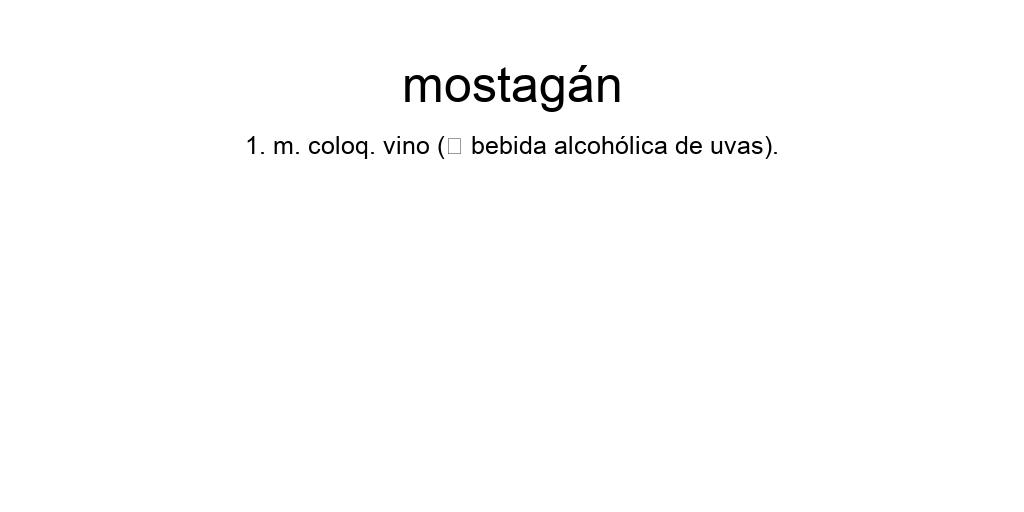 mostagán
1. m. coloq. vino (□ bebida alcohólica de uvas).